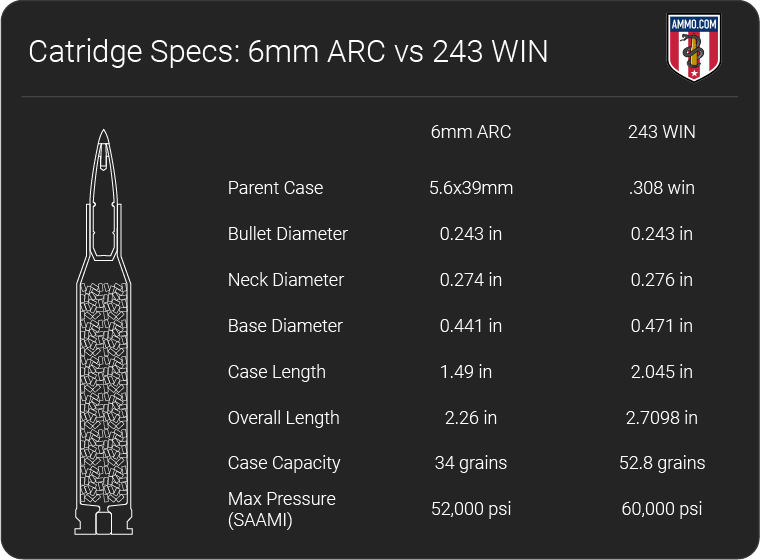 Catridge Specs: 6mm ARC vs 243 WIN
AMMO.COM
6mm ARC 243 WIN
Parent Case 5.6x39mm .308 win
Bullet Diameter 0.243 in 0.243 in
Neck Diameter 0.274 in 0.276 in
Base Diameter 0.441 in 0.471 in
Case Length 1.49 in 2.045 in
Overall Length 2.26 in 2.7098 in
Case Capacity 34 grains 52.8 grains
Max Pressure
(SAAMI) 52,000 psi 60,000 psi